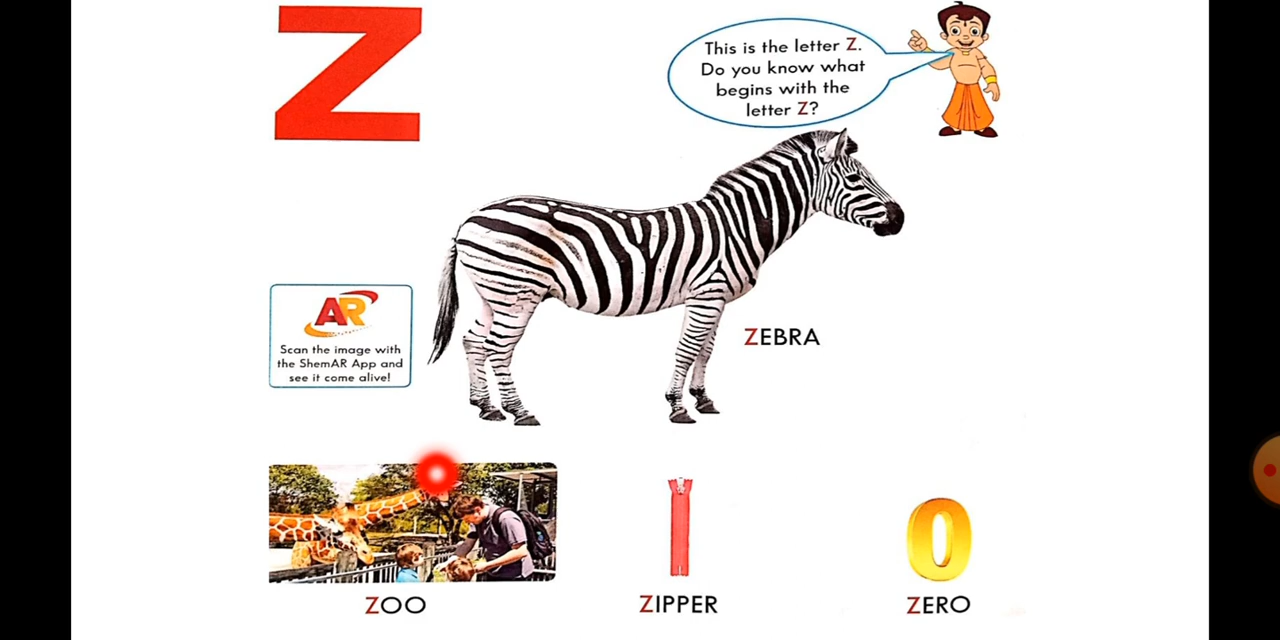 Z
This is the letter Z.
Do you know what
begins with the
letter Z?
AR
Scan the image with
the ShemAR App and
see it come alive!
ZEBRA
0
ZOO
ZIPPER
ZERO